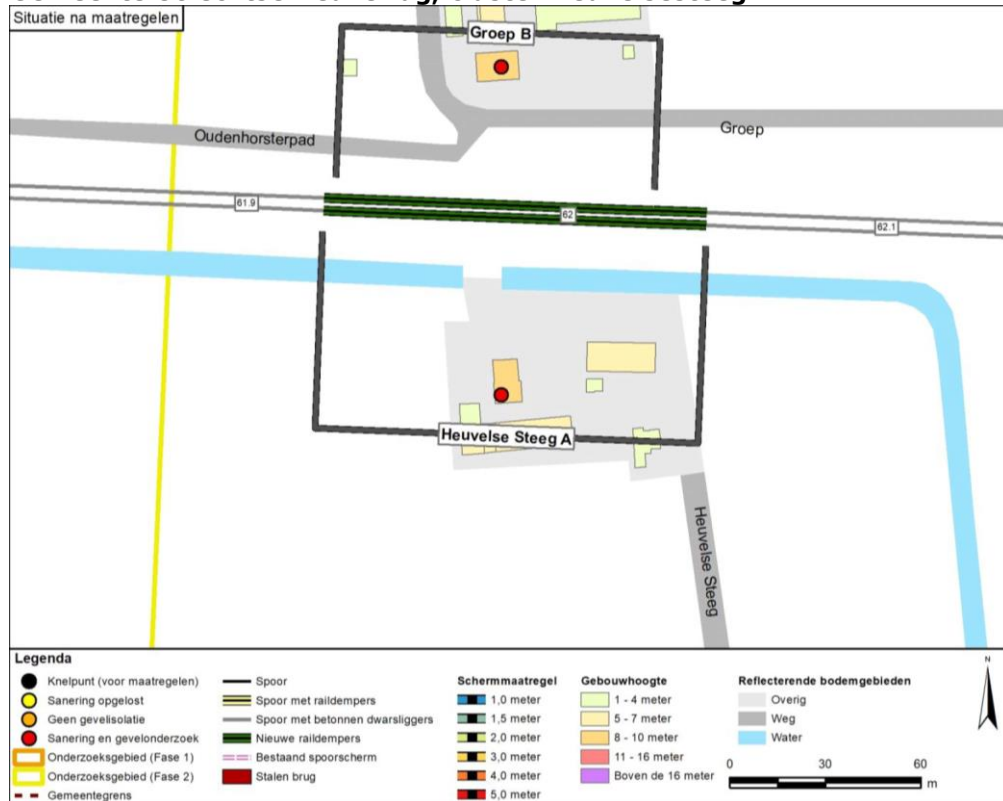 Situatie na maatregelen
Groep B
Oudenhorsterpad
Groep
61.9
62
62.1
Heuvelse Steeg A
Heuvelse Steeg
Legenda
Knelpunt (voor maatregelen)
Sanering opgelost
Geen gevelisolatie
Sanering en gevelonderzoek
Onderzoeksgebied (Fase 1)
Onderzoeksgebied (Fase 2)
Gemeentegrens
Spoor
Spoor met raildempers
Spoor met betonnen dwarsliggers
Nieuwe raildempers
Bestaand spoorscherm
Stalen brug
Schermmaatregel
1,0 meter
1,5 meter
2,0 meter
3,0 meter
4,0 meter
5,0 meter
Gebouwhoogte
1 - 4 meter
5 - 7 meter
8 - 10 meter
11 - 16 meter
Boven de 16 meter
Reflecterende bodemgebieden
Overig
Weg
Water
N
0 30 60
m